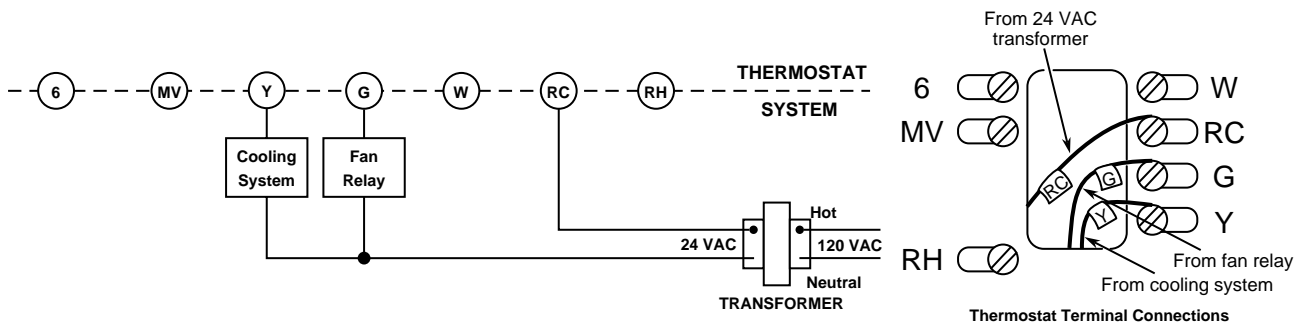 THERMOSTAT
6 MV Y G W RC RH
SYSTEM
Cooling
System
Fan
Relay
24 VAC
Hot
120 VAC
Neutral
TRANSFORMER
From 24 VAC
transformer
6
MV
RH
W
RC
G
Y
RC
G
Y
From fan relay
From cooling system
Thermostat Terminal Connections